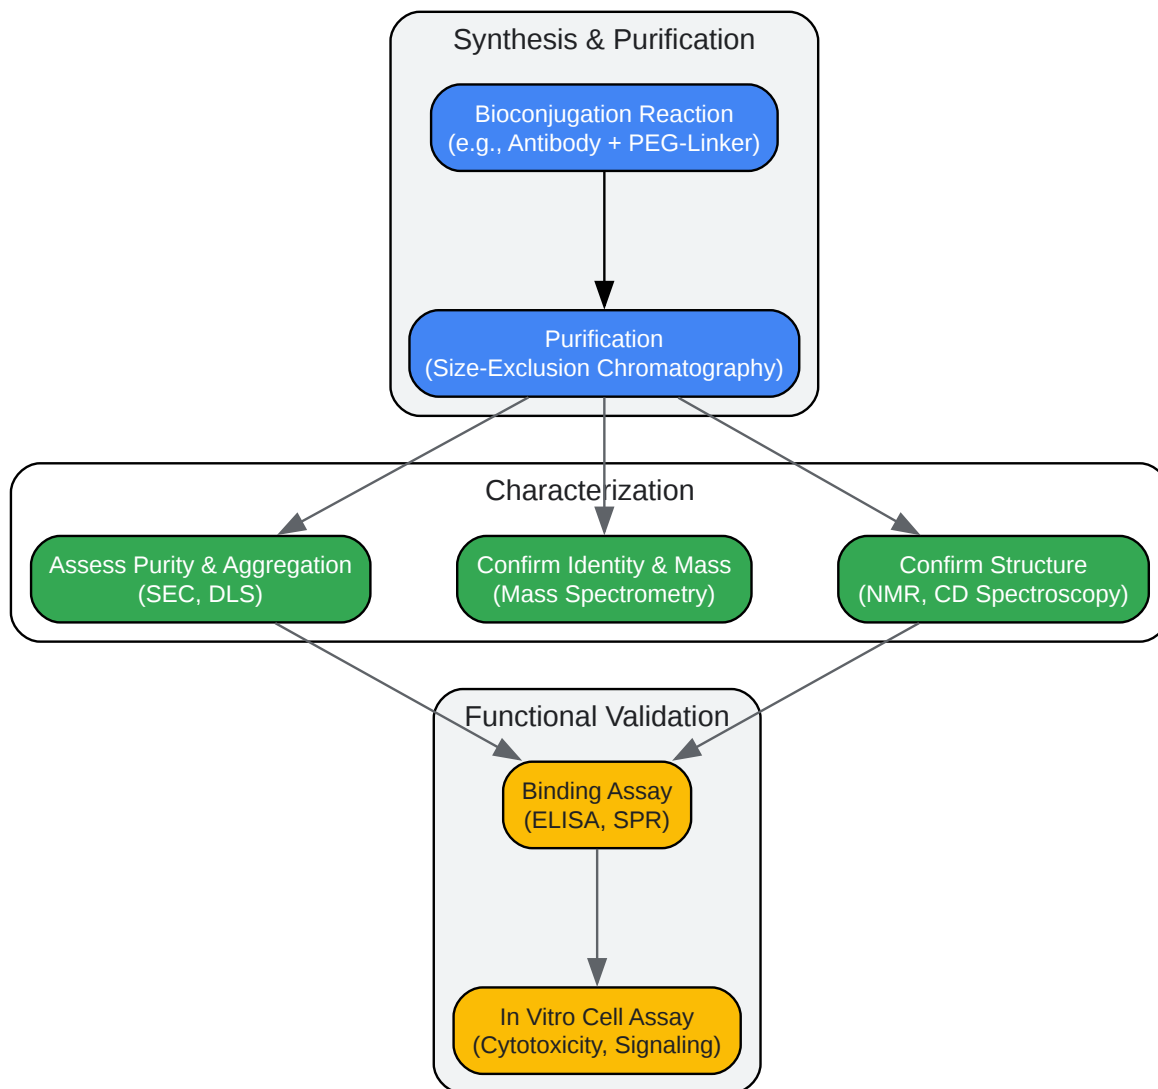 Synthesis & Purification
Bioconjugation Reaction
(e.g., Antibody + PEG-Linker)
Purification
(Size-Exclusion Chromatography)
Characterization
Assess Purity & Aggregation
(SEC, DLS)
Confirm Identity & Mass
(Mass Spectrometry)
Confirm Structure
(NMR, CD Spectroscopy)
Functional Validation
Binding Assay
(ELISA, SPR)
In Vitro Cell Assay
(Cytotoxicity, Signaling)